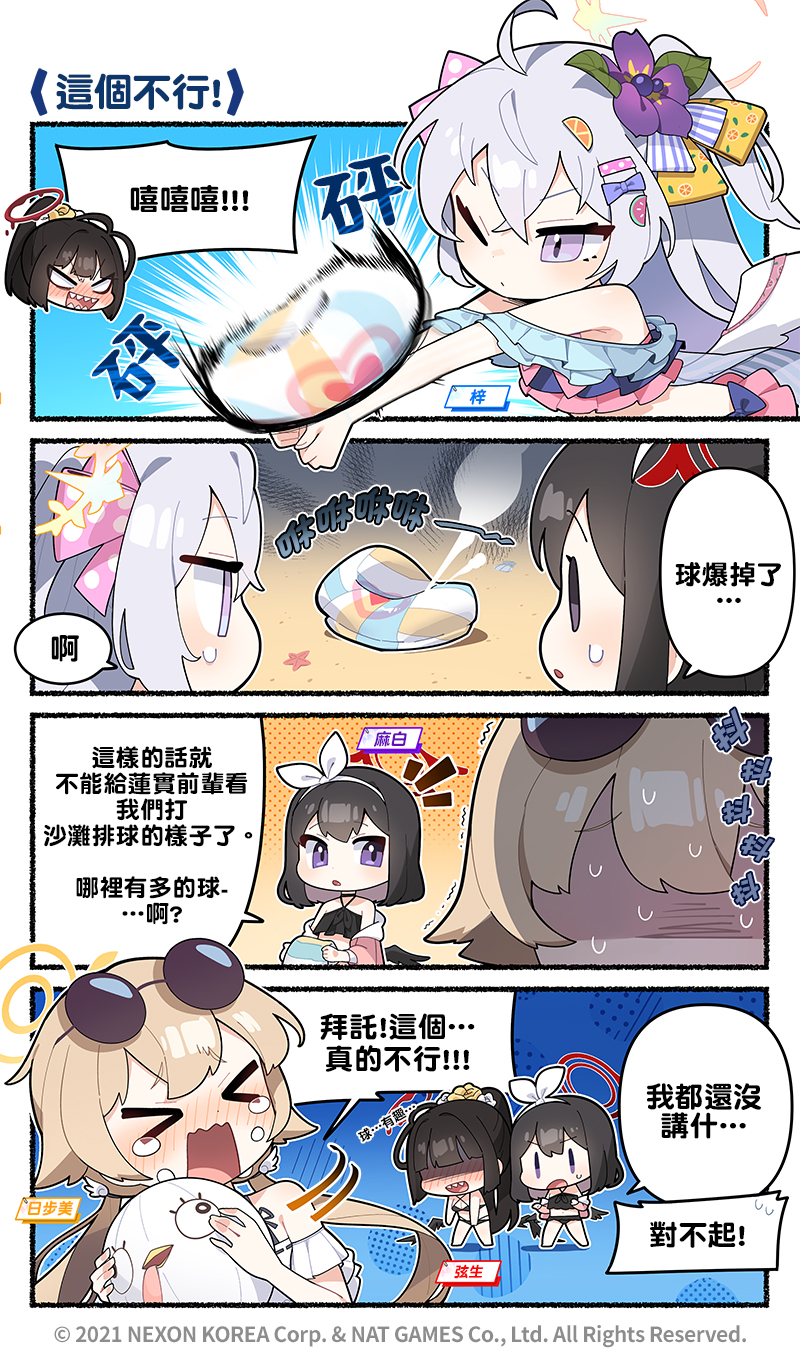 《這個不行!》
嘻嘻嘻!!!
砰
砰
梓
咻咻咻咻
球爆掉了
…
啊
麻白
這樣的話就
不能給蓮實前輩看
我們打
沙灘排球的樣子了。
哪裡有多的球-
…啊?
拜託!這個…
真的不行!!!
球…有趣…
我都還沒
講什…
對不起!
日步美
弦生
© 2021 NEXON KOREA Corp. & NAT GAMES Co., Ltd. All Rights Reserved.